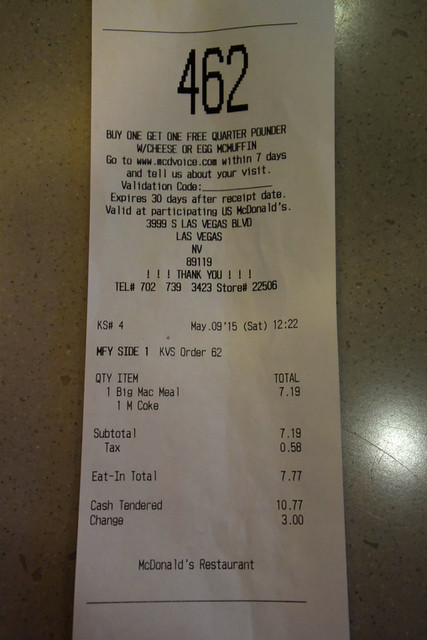 462
BUY ONE GET ONE FREE QUARTER POUNDER
W/CHEESE OR EGG MCMUFFIN
Go to www.mcdvoice.com within 7 days
and tell us about your visit.
Validation Code:____________
Expires 30 days after receipt date.
Valid at participating US McDonald's.
3999 S LAS VEGAS BLVD
LAS VEGAS
NV
89119
! ! ! THANK YOU ! ! !
TEL# 702 739 3423 Store# 22506
KS# 4 May.09'15 (Sat) 12:22
MFY SIDE 1 KVS Order 62
QTY ITEM TOTAL
1 Big Mac Meal 7.19
1 M Coke
Subtotal 7.19
Tax 0.58
Eat-In Total 7.77
Cash Tendered 10.77
Change 3.00
McDonald's Restaurant